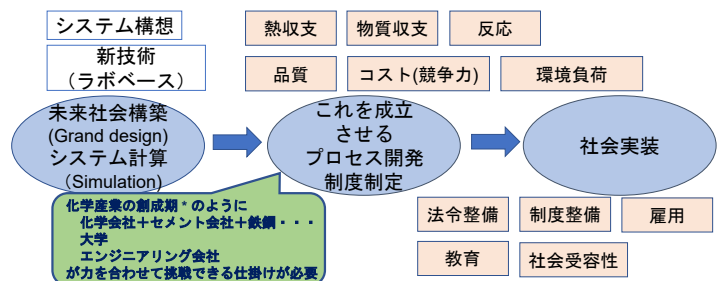 システム構想
新技術
（ラボベース）
熱収支
物質収支
反応
品質
コスト(競争力)
環境負荷
未来社会構築
(Grand design)
システム計算
（Simulation)
これを成立
させる
プロセス開発
制度制定
社会実装
化学産業の創成期*のように
化学会社＋セメント会社＋鉄鋼・・・
大学
エンジニアリング会社
が力を合わせて挑戦できる仕掛けが必要
法令整備
制度整備
雇用
教育
社会受容性